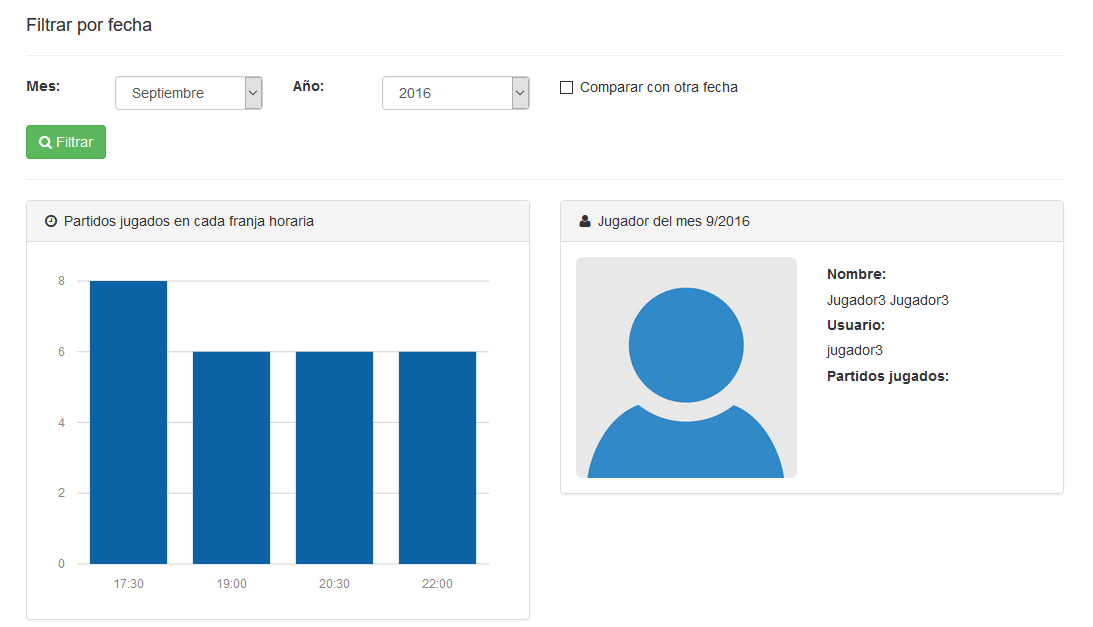 Filtrar por fecha
Mes:
Septiembre
Año:
2016
Comparar con otra fecha
Filtrar
Partidos jugados en cada franja horaria
8
6
4
2
0
17:30
19:00
20:30
22:00
Jugador del mes 9/2016
Nombre:
Jugador3 Jugador3
Usuario:
jugador3
Partidos jugados: